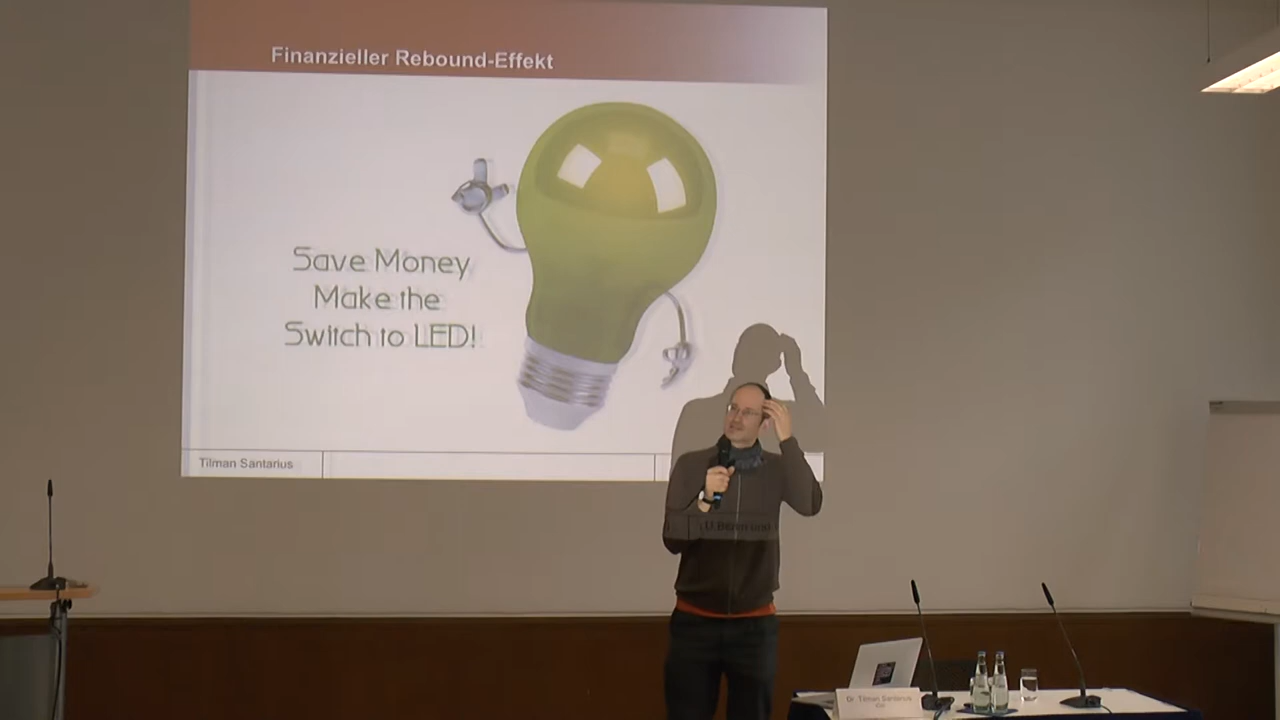 Finanzieller Rebound-Effekt
Save Money
Make the
Switch to LED!
Tilman Santarius
Dr. Tilman Santarius